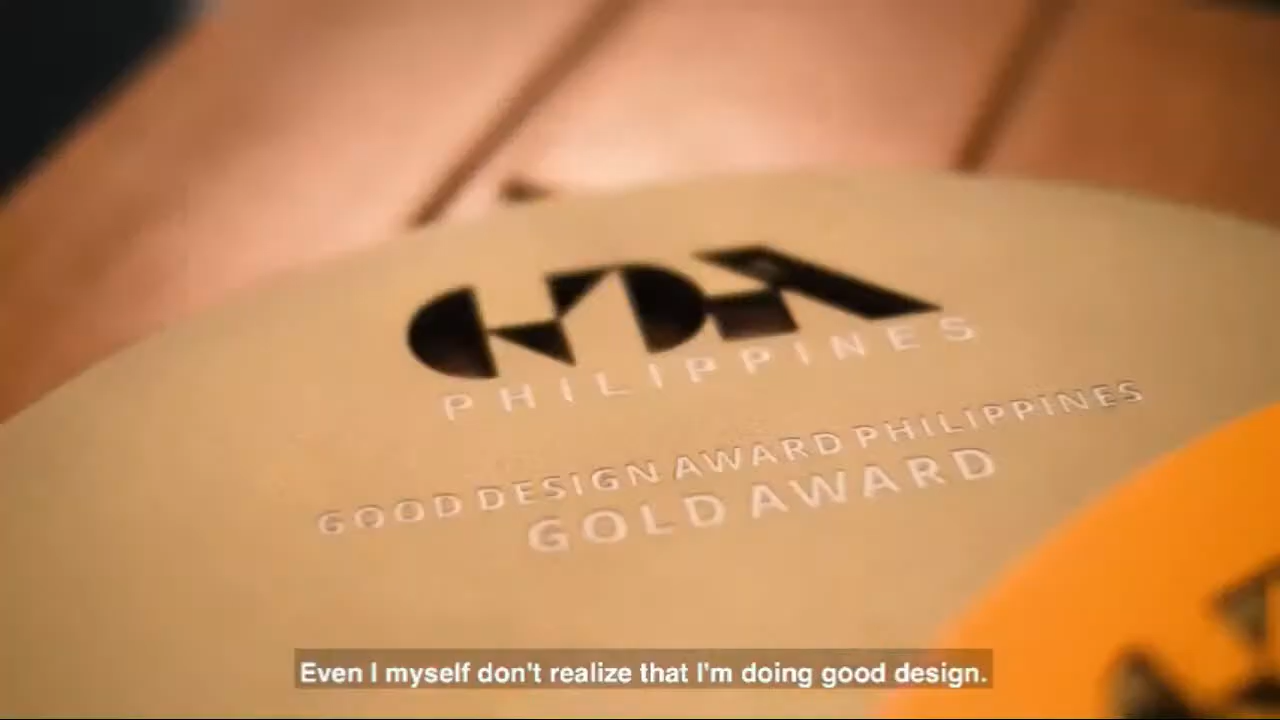 GDA
PHILIPPINES
GOOD DESIGN AWARD PHILIPPINES
GOLD AWARD
Even I myself don't realize that I'm doing good design.